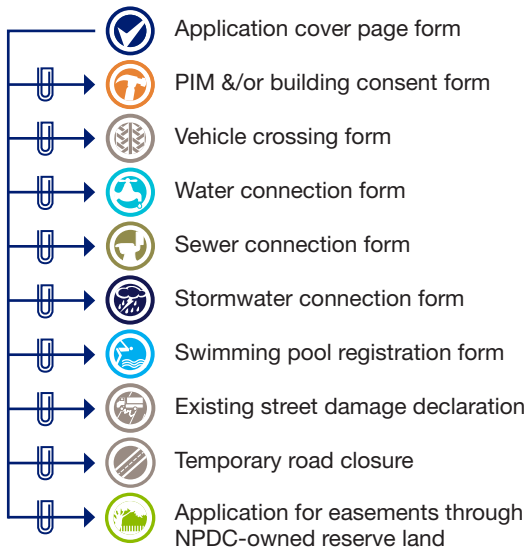 Application cover page form
PIM &/or building consent form
Vehicle crossing form
Water connection form
Sewer connection form
Stormwater connection form
Swimming pool registration form
Existing street damage declaration
Temporary road closure
Application for easements through
NPDC-owned reserve land